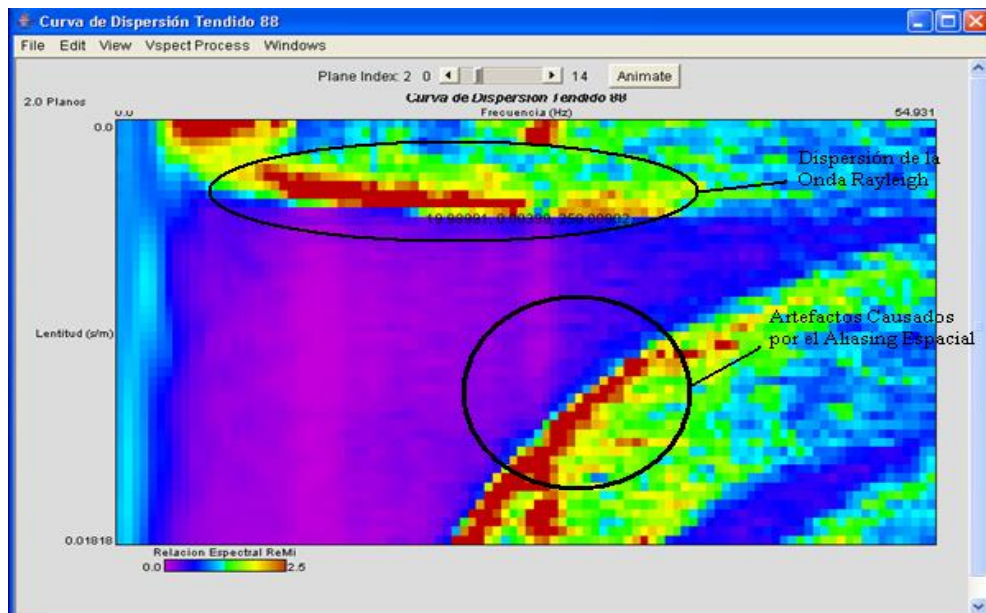 Curva de Dispersión Tendido 88
File Edit View Vspect Process Windows
Plane Index: 2 0 14 Animate
2.0 Planos
Curva de Dispersión Tendido 88
0.0 Frecuencia (Hz) 54.931
0.0
Dispersión de la
Onda Rayleigh
Lentitud (s/m)
Artefactos Causados
por el Aliasing Espacial
0.01818
Relacion Espectral ReMi
0.0 2.5